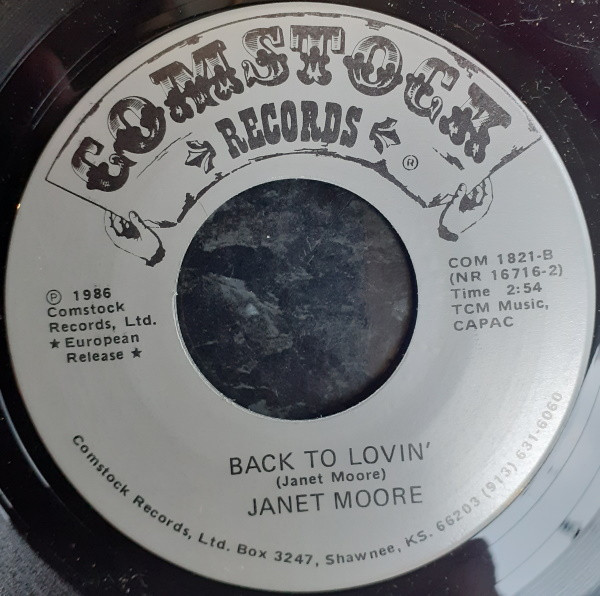 COMSTOCK
RECORDS
®
℗ 1986
Comstock
Records, Ltd.
★ European
Release ★
COM 1821-B
(NR 16716-2)
Time 2:54
TCM Music,
CAPAC
BACK TO LOVIN'
(Janet Moore)
JANET MOORE
Comstock Records, Ltd. Box 3247, Shawnee, KS. 66203 (913) 631-6060